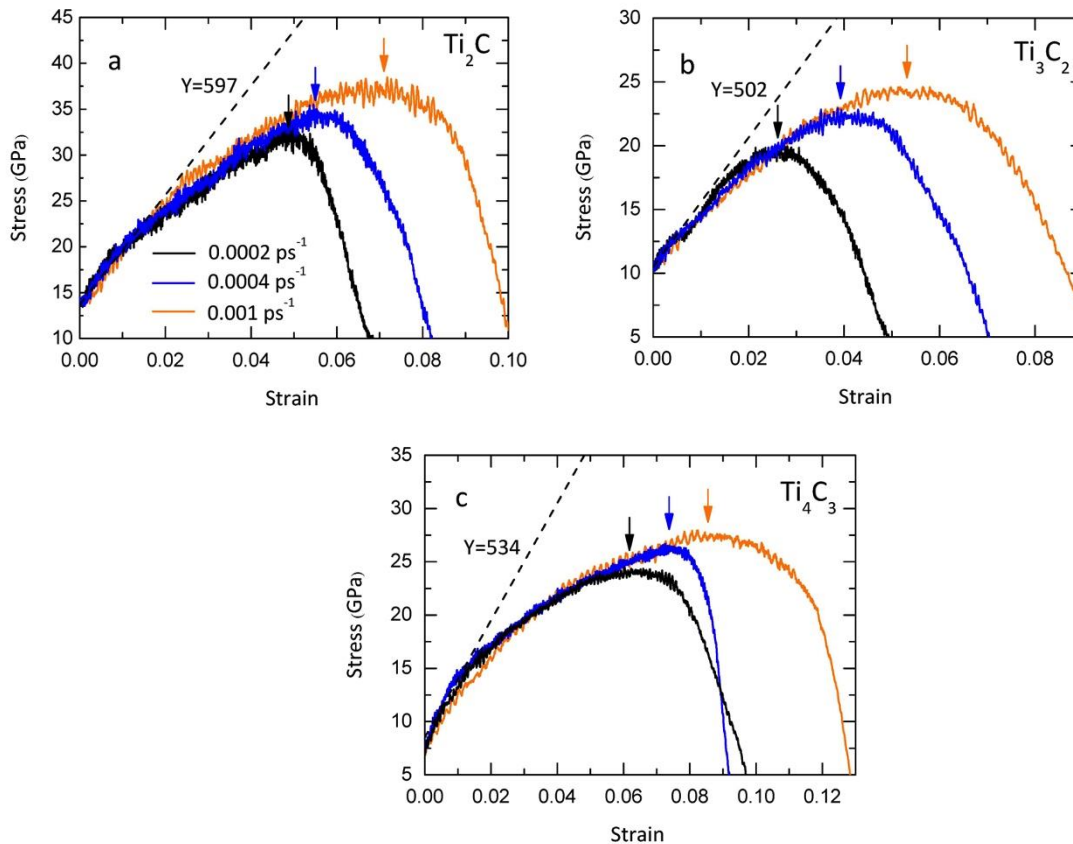 a
Ti₂C
Y=597
Stress (GPa)
45
40
35
30
25
20
15
10
0.0002 ps⁻¹
0.0004 ps⁻¹
0.001 ps⁻¹
0.00 0.02 0.04 0.06 0.08 0.10
Strain
b
Ti₃C₂
Y=502
Stress (GPa)
30
25
20
15
10
5
0.00 0.02 0.04 0.06 0.08
Strain
c
Ti₄C₃
Y=534
Stress (GPa)
35
30
25
20
15
10
5
0.00 0.02 0.04 0.06 0.08 0.10 0.12
Strain